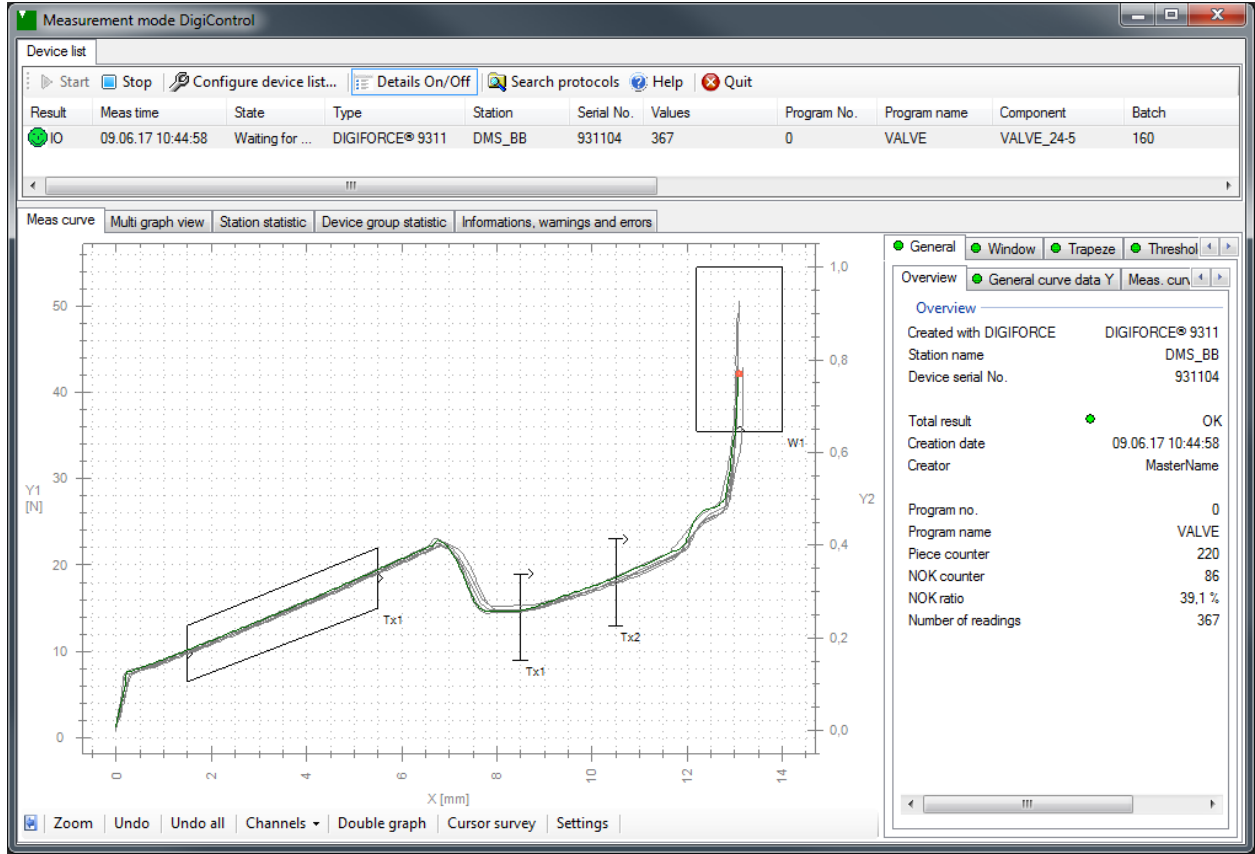 Measurement mode DigiControl
Device list
Start Stop Configure device list... Details On/Off Search protocols Help Quit
Result Meas time State Type Station Serial No. Values Program No. Program name Component Batch
IO 09.06.17 10:44:58 Waiting for ... DIGIFORCE® 9311 DMS_BB 931104 367 0 VALVE VALVE_24-5 160
Meas curve Multi graph view Station statistic Device group statistic Informations, warnings and errors
General Window Trapeze Threshol
Overview General curve data Y Meas. curv
Overview
Created with DIGIFORCE DIGIFORCE® 9311
Station name DMS_BB
Device serial No. 931104
Total result OK
Creation date 09.06.17 10:44:58
Creator MasterName
Program no. 0
Program name VALVE
Piece counter 220
NOK counter 86
NOK ratio 39,1 %
Number of readings 367
1,0
50
0,8
40
W1
0,6
30
Y1
[N]
Y2
0,4
20
Tx1
Tx2
0,2
10
Tx1
0
0,0
0 2 4 6 8 10 12 14
X [mm]
Zoom Undo Undo all Channels Double graph Cursor survey Settings